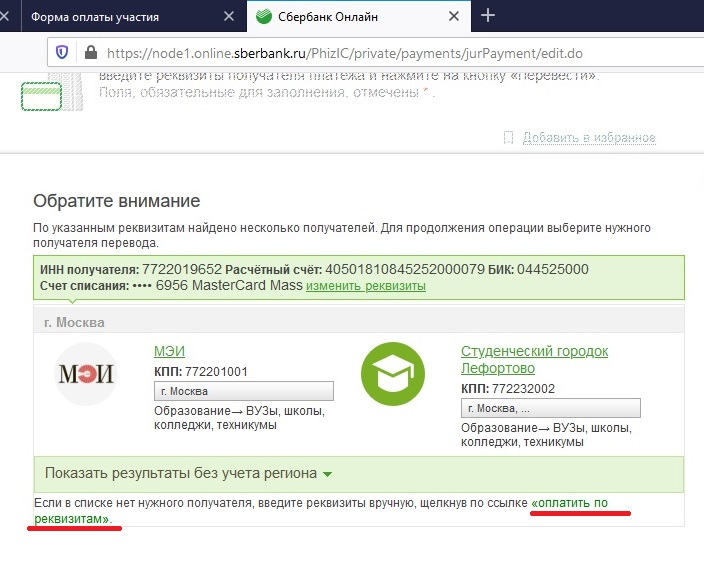 Форма оплаты участия
Сбербанк Онлайн
https://node1.online.sberbank.ru/PhizIC/private/payments/jurPayment/edit.do
введите реквизиты получателя платежа и нажмите на кнопку «Перевести».
Поля, обязательные для заполнения, отмечены * .
Добавить в избранное
Обратите внимание
По указанным реквизитам найдено несколько получателей. Для продолжения операции выберите нужного
получателя перевода.
ИНН получателя: 7722019652 Расчётный счёт: 40501810845252000079 БИК: 044525000
Счет списания: •••• 6956 MasterCard Mass изменить реквизиты
г. Москва
МЭИ
МЭИ
КПП: 772201001
г. Москва
Образование→ ВУЗы, школы,
колледжи, техникумы
Студенческий городок
Лефортово
КПП: 772232002
г. Москва, ...
Образование→ ВУЗы, школы,
колледжи, техникумы
Показать результаты без учета региона
Если в списке нет нужного получателя, введите реквизиты вручную, щелкнув по ссылке «оплатить по
реквизитам».